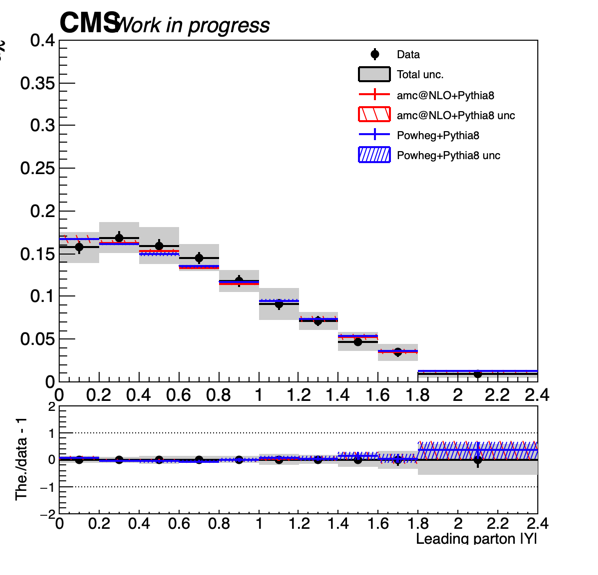 CMS Work in progress
0.4
0.35
0.3
0.25
0.2
0.15
0.1
0.05
0
Data
Total unc.
amc@NLO+Pythia8
amc@NLO+Pythia8 unc
Powheg+Pythia8
Powheg+Pythia8 unc
0 0.2 0.4 0.6 0.8 1 1.2 1.4 1.6 1.8 2 2.2 2.4
The./data - 1
2
1
0
−1
−2
0 0.2 0.4 0.6 0.8 1 1.2 1.4 1.6 1.8 2 2.2 2.4
Leading parton |Y|